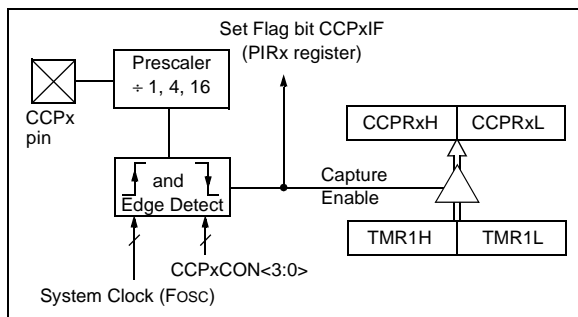 Set Flag bit CCPxIF
(PIRx register)
Prescaler
÷ 1, 4, 16
CCPx
pin
CCPRxH CCPRxL
and
Edge Detect
Capture
Enable
TMR1H TMR1L
CCPxCON<3:0>
System Clock (FOSC)